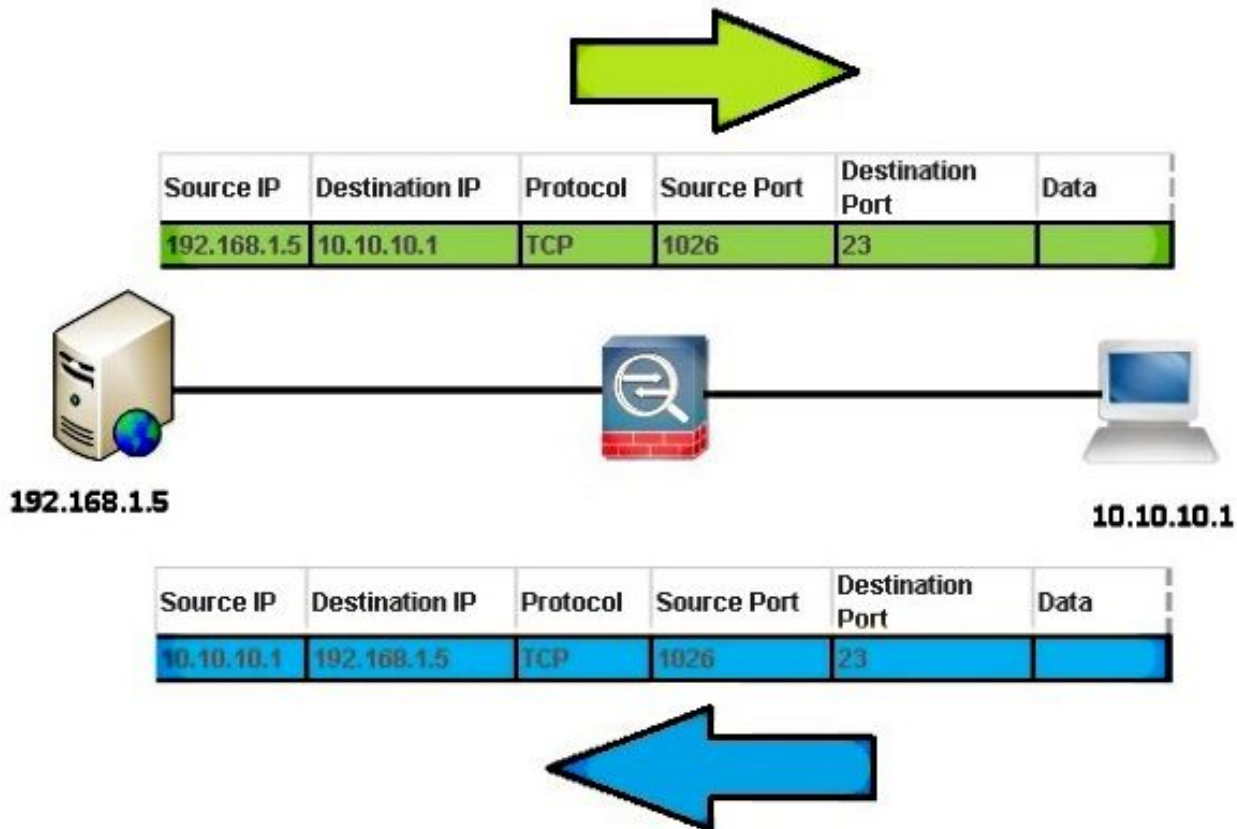 Source IP Destination IP Protocol Source Port Destination Port Data
192.168.1.5 10.10.10.1 TCP 1026 23
192.168.1.5
10.10.10.1
Source IP Destination IP Protocol Source Port Destination Port Data
10.10.10.1 192.168.1.5 TCP 1026 23